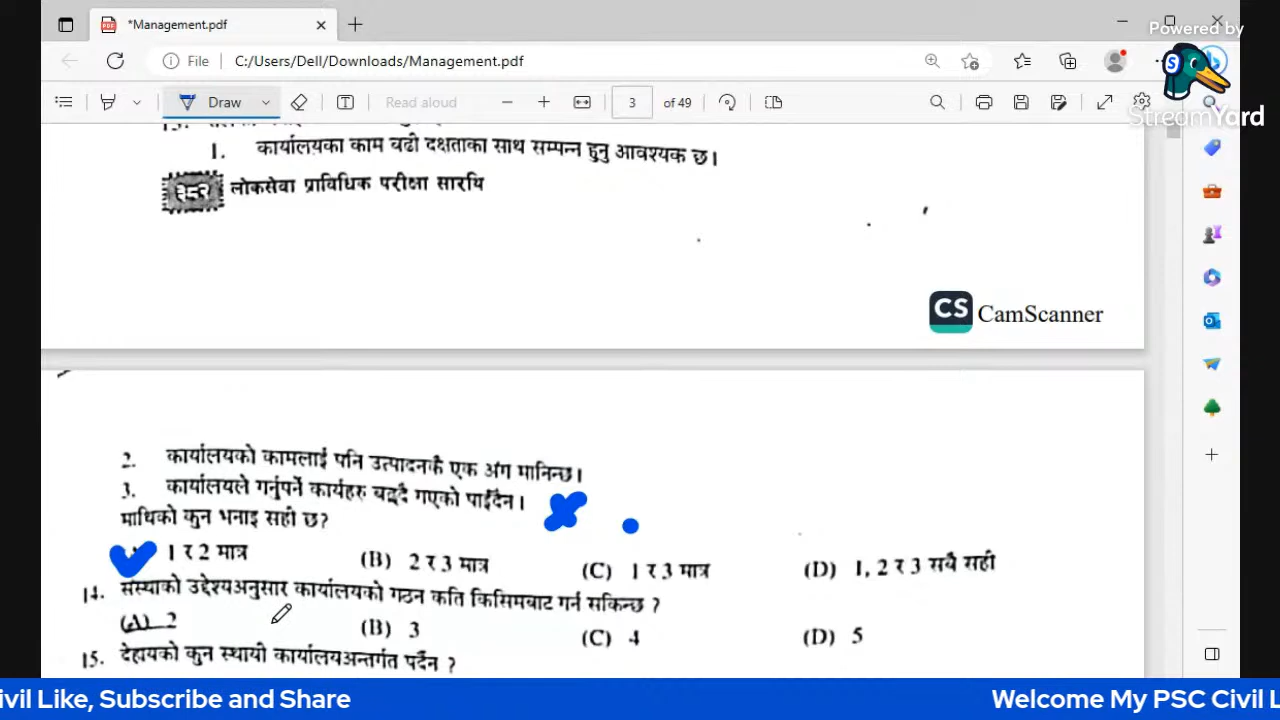 *Management.pdf
Powered by
File C:/Users/Dell/Downloads/Management.pdf
Draw Read aloud 3 of 49
StreamYard
1. कार्यालयका काम बढी दक्षताका साथ सम्पन्न हुनु आवश्यक छ।
३८२ लोकसेवा प्राविधिक परीक्षा सारथि
CS CamScanner
2. कार्यालयको कामलाई पनि उत्पादनकै एक अंग मानिन्छ।
3. कार्यालयले गर्नुपर्ने कार्यहरु बढ्दै गएको पाईंदैन।
माथिको कुन भनाइ सही छ?
1 र 2 मात्र (B) 2 र 3 मात्र (C) 1 र 3 मात्र (D) 1, 2 र 3 सबै सही
14. संस्थाको उद्देश्यअनुसार कार्यालयको गठन कति किसिमबाट गर्न सकिन्छ ?
(A) 2 (B) 3 (C) 4 (D) 5
15. देहायको कुन स्थायी कार्यालयअन्तर्गत पर्दैन ?
ivil Like, Subscribe and Share Welcome My PSC Civil L